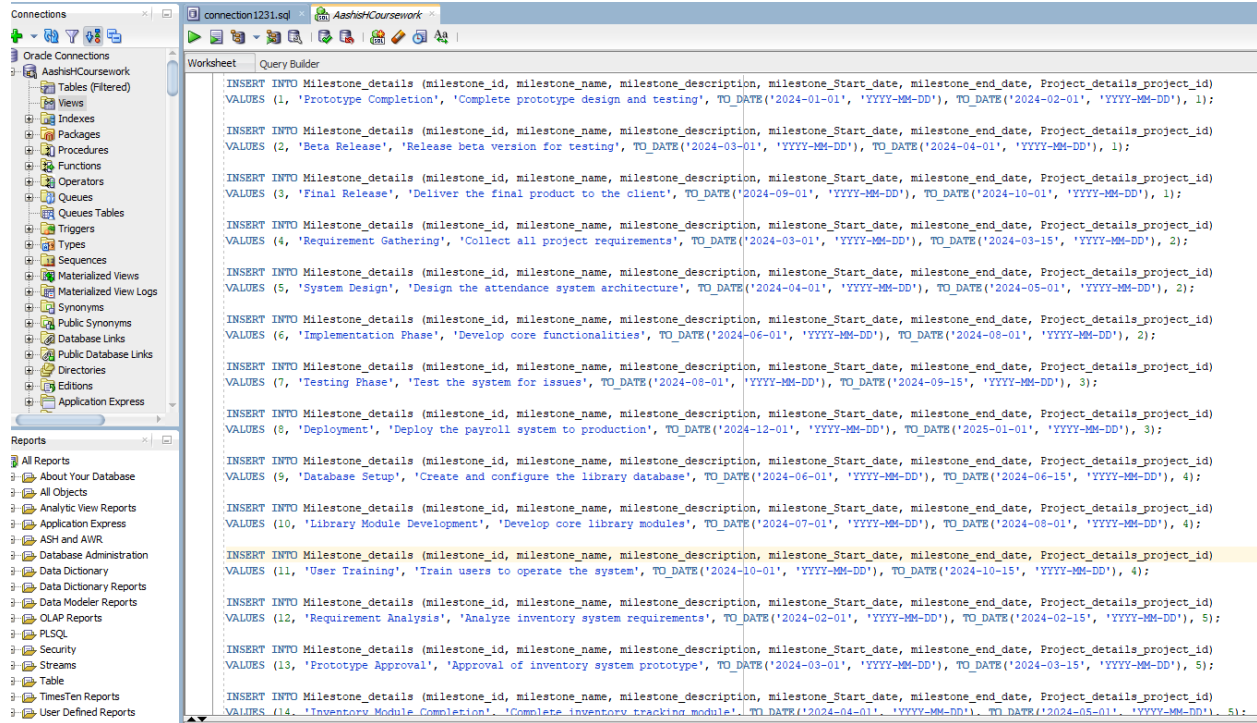 Connections
Oracle Connections
AashisHCoursework
Tables (Filtered)
Views
Indexes
Packages
Procedures
Functions
Operators
Queues
Queues Tables
Triggers
Types
Sequences
Materialized Views
Materialized View Logs
Synonyms
Public Synonyms
Database Links
Public Database Links
Directories
Editions
Application Express
Reports
All Reports
About Your Database
All Objects
Analytic View Reports
Application Express
ASH and AWR
Database Administration
Data Dictionary
Data Dictionary Reports
Data Modeler Reports
OLAP Reports
PLSQL
Security
Streams
Table
TimesTen Reports
User Defined Reports
connection1231.sql
AashisHCoursework
Worksheet Query Builder
INSERT INTO Milestone_details (milestone_id, milestone_name, milestone_description, milestone_Start_date, milestone_end_date, Project_details_project_id)
VALUES (1, 'Prototype Completion', 'Complete prototype design and testing', TO_DATE('2024-01-01', 'YYYY-MM-DD'), TO_DATE('2024-02-01', 'YYYY-MM-DD'), 1);
INSERT INTO Milestone_details (milestone_id, milestone_name, milestone_description, milestone_Start_date, milestone_end_date, Project_details_project_id)
VALUES (2, 'Beta Release', 'Release beta version for testing', TO_DATE('2024-03-01', 'YYYY-MM-DD'), TO_DATE('2024-04-01', 'YYYY-MM-DD'), 1);
INSERT INTO Milestone_details (milestone_id, milestone_name, milestone_description, milestone_Start_date, milestone_end_date, Project_details_project_id)
VALUES (3, 'Final Release', 'Deliver the final product to the client', TO_DATE('2024-09-01', 'YYYY-MM-DD'), TO_DATE('2024-10-01', 'YYYY-MM-DD'), 1);
INSERT INTO Milestone_details (milestone_id, milestone_name, milestone_description, milestone_Start_date, milestone_end_date, Project_details_project_id)
VALUES (4, 'Requirement Gathering', 'Collect all project requirements', TO_DATE('2024-03-01', 'YYYY-MM-DD'), TO_DATE('2024-03-15', 'YYYY-MM-DD'), 2);
INSERT INTO Milestone_details (milestone_id, milestone_name, milestone_description, milestone_Start_date, milestone_end_date, Project_details_project_id)
VALUES (5, 'System Design', 'Design the attendance system architecture', TO_DATE('2024-04-01', 'YYYY-MM-DD'), TO_DATE('2024-05-01', 'YYYY-MM-DD'), 2);
INSERT INTO Milestone_details (milestone_id, milestone_name, milestone_description, milestone_Start_date, milestone_end_date, Project_details_project_id)
VALUES (6, 'Implementation Phase', 'Develop core functionalities', TO_DATE('2024-06-01', 'YYYY-MM-DD'), TO_DATE('2024-08-01', 'YYYY-MM-DD'), 2);
INSERT INTO Milestone_details (milestone_id, milestone_name, milestone_description, milestone_Start_date, milestone_end_date, Project_details_project_id)
VALUES (7, 'Testing Phase', 'Test the system for issues', TO_DATE('2024-08-01', 'YYYY-MM-DD'), TO_DATE('2024-09-15', 'YYYY-MM-DD'), 3);
INSERT INTO Milestone_details (milestone_id, milestone_name, milestone_description, milestone_Start_date, milestone_end_date, Project_details_project_id)
VALUES (8, 'Deployment', 'Deploy the payroll system to production', TO_DATE('2024-12-01', 'YYYY-MM-DD'), TO_DATE('2025-01-01', 'YYYY-MM-DD'), 3);
INSERT INTO Milestone_details (milestone_id, milestone_name, milestone_description, milestone_Start_date, milestone_end_date, Project_details_project_id)
VALUES (9, 'Database Setup', 'Create and configure the library database', TO_DATE('2024-06-01', 'YYYY-MM-DD'), TO_DATE('2024-06-15', 'YYYY-MM-DD'), 4);
INSERT INTO Milestone_details (milestone_id, milestone_name, milestone_description, milestone_Start_date, milestone_end_date, Project_details_project_id)
VALUES (10, 'Library Module Development', 'Develop core library modules', TO_DATE('2024-07-01', 'YYYY-MM-DD'), TO_DATE('2024-08-01', 'YYYY-MM-DD'), 4);
INSERT INTO Milestone_details (milestone_id, milestone_name, milestone_description, milestone_Start_date, milestone_end_date, Project_details_project_id)
VALUES (11, 'User Training', 'Train users to operate the system', TO_DATE('2024-10-01', 'YYYY-MM-DD'), TO_DATE('2024-10-15', 'YYYY-MM-DD'), 4);
INSERT INTO Milestone_details (milestone_id, milestone_name, milestone_description, milestone_Start_date, milestone_end_date, Project_details_project_id)
VALUES (12, 'Requirement Analysis', 'Analyze inventory system requirements', TO_DATE('2024-02-01', 'YYYY-MM-DD'), TO_DATE('2024-02-15', 'YYYY-MM-DD'), 5);
INSERT INTO Milestone_details (milestone_id, milestone_name, milestone_description, milestone_Start_date, milestone_end_date, Project_details_project_id)
VALUES (13, 'Prototype Approval', 'Approval of inventory system prototype', TO_DATE('2024-03-01', 'YYYY-MM-DD'), TO_DATE('2024-03-15', 'YYYY-MM-DD'), 5);
INSERT INTO Milestone_details (milestone_id, milestone_name, milestone_description, milestone_Start_date, milestone_end_date, Project_details_project_id)
VALUES (14, 'Inventory Module Completion', 'Complete inventory tracking module', TO_DATE('2024-04-01', 'YYYY-MM-DD'), TO_DATE('2024-05-01', 'YYYY-MM-DD'), 5);